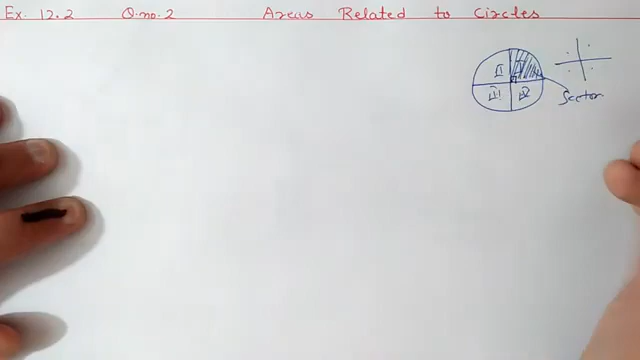 Ex. 12.2 Q.no.2 Areas Related to Circles
II
III IV
Sector